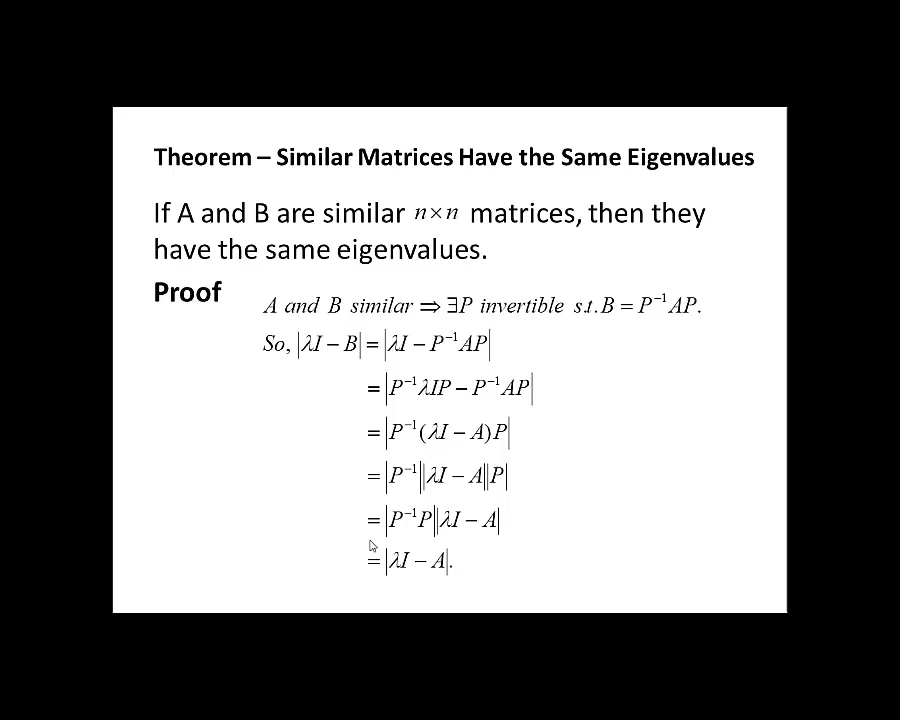 Theorem – Similar Matrices Have the Same Eigenvalues
If A and B are similar n×n matrices, then they
have the same eigenvalues.
Proof
A and B similar ⇒ ∃P invertible s.t. B = P⁻¹AP.
So, |λI − B| = |λI − P⁻¹AP|
= |P⁻¹λIP − P⁻¹AP|
= |P⁻¹(λI − A)P|
= |P⁻¹||λI − A||P|
= |P⁻¹P||λI − A|
= |λI − A|.